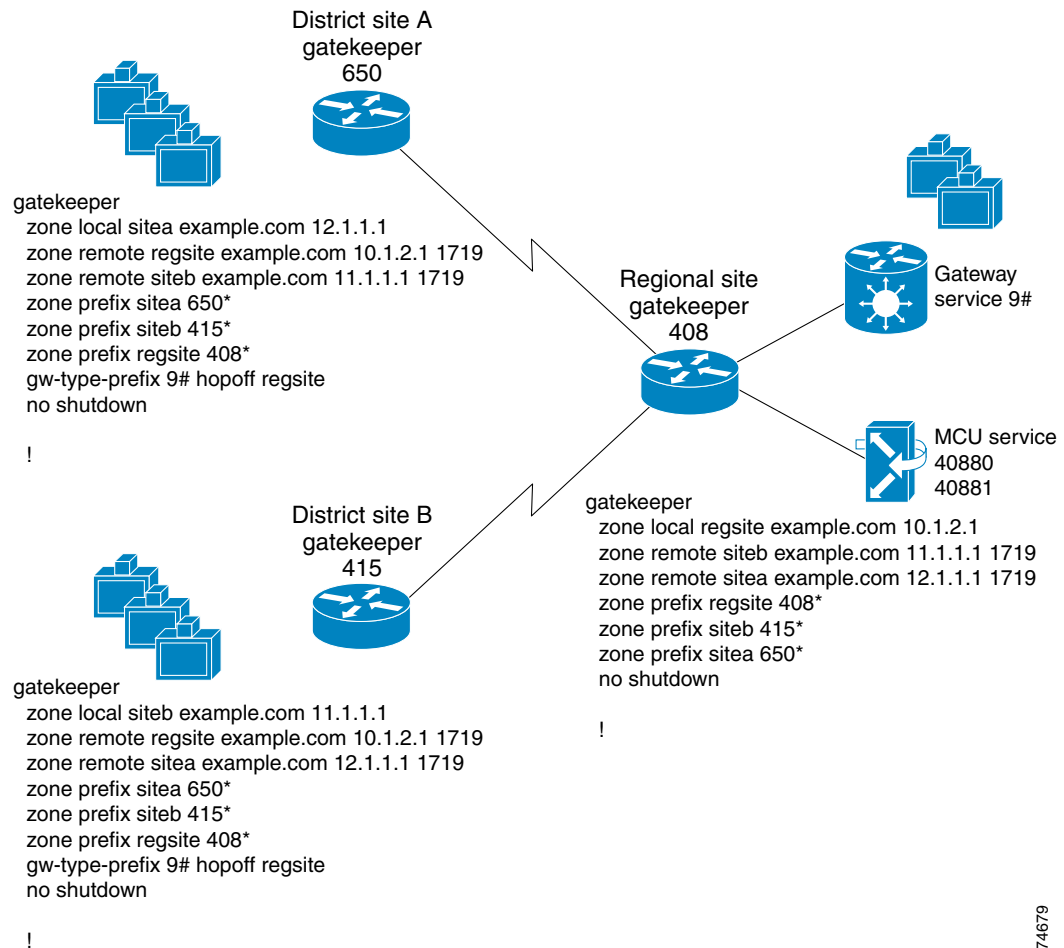 District site A
gatekeeper
650
gatekeeper
zone local sitea example.com 12.1.1.1
zone remote regsite example.com 10.1.2.1 1719
zone remote siteb example.com 11.1.1.1 1719
zone prefix sitea 650*
zone prefix siteb 415*
zone prefix regsite 408*
gw-type-prefix 9# hopoff regsite
no shutdown
!
Regional site
gatekeeper
408
Gateway
service 9#
MCU service
40880
40881
gatekeeper
zone local regsite example.com 10.1.2.1
zone remote siteb example.com 11.1.1.1 1719
zone remote sitea example.com 12.1.1.1 1719
zone prefix regsite 408*
zone prefix siteb 415*
zone prefix sitea 650*
no shutdown
!
District site B
gatekeeper
415
gatekeeper
zone local siteb example.com 11.1.1.1
zone remote regsite example.com 10.1.2.1 1719
zone remote sitea example.com 12.1.1.1 1719
zone prefix sitea 650*
zone prefix siteb 415*
zone prefix regsite 408*
gw-type-prefix 9# hopoff regsite
no shutdown
!
74679